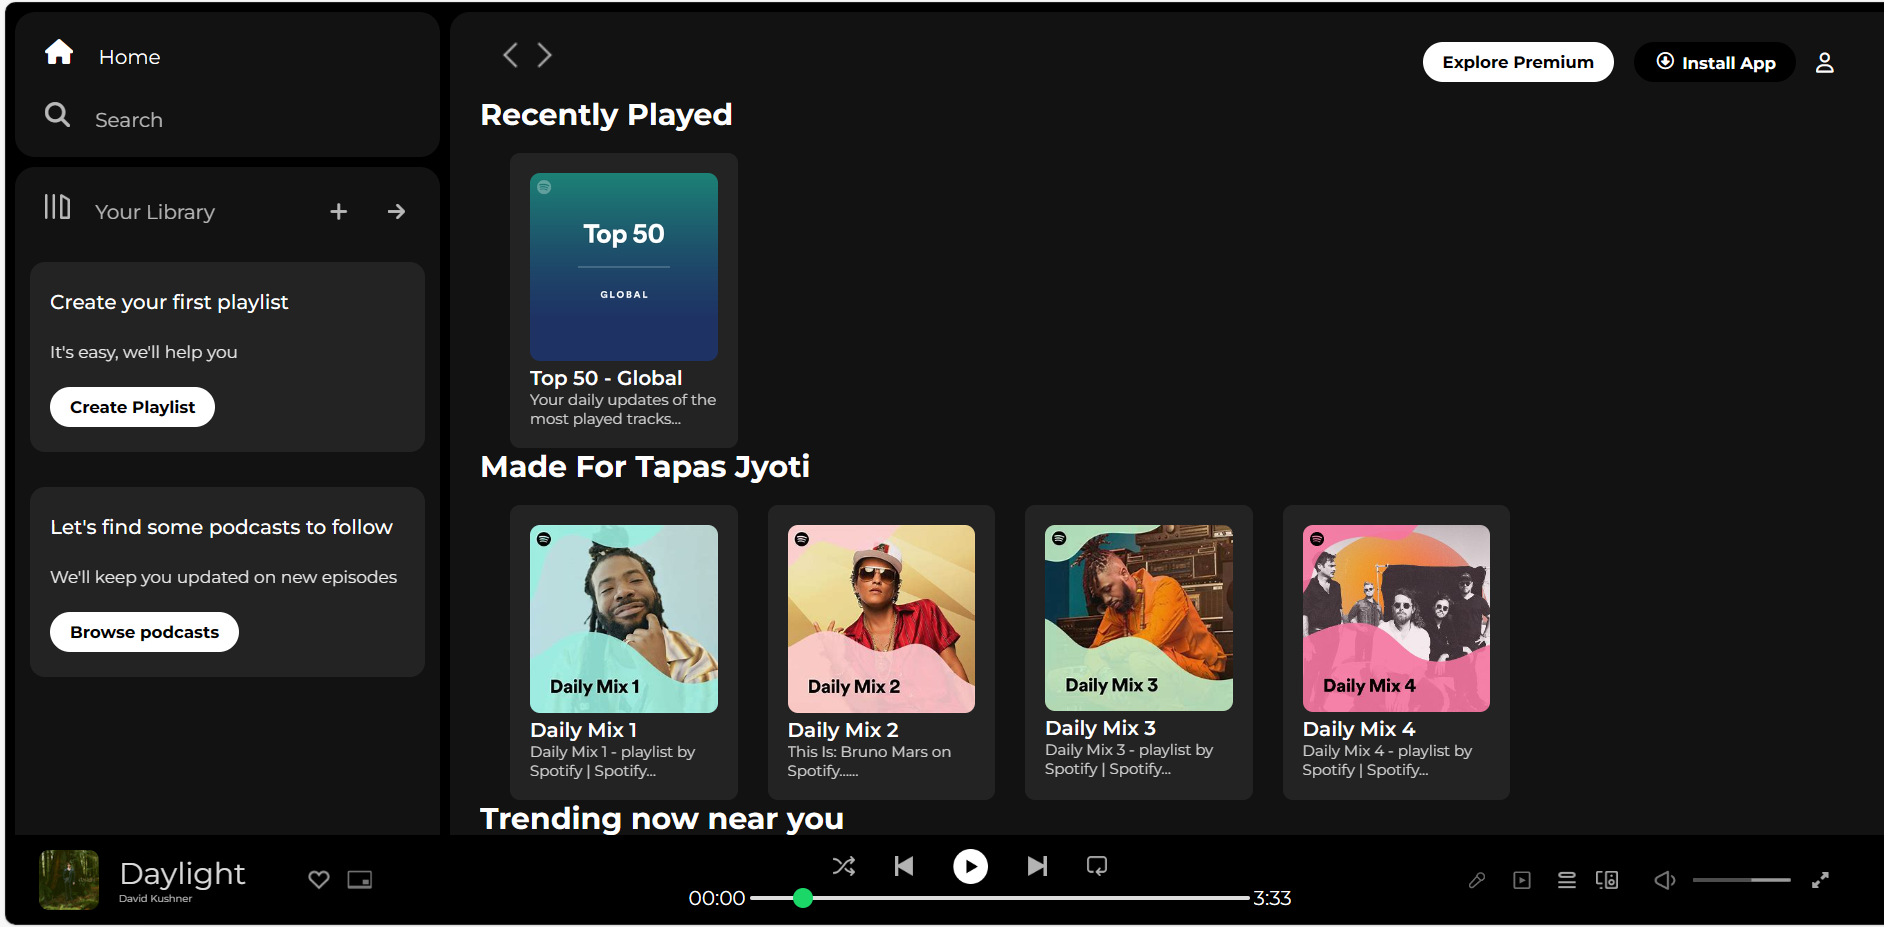 Home
Search
Your Library
Create your first playlist
It's easy, we'll help you
Create Playlist
Let's find some podcasts to follow
We'll keep you updated on new episodes
Browse podcasts
Explore Premium
Install App
Recently Played
Top 50
GLOBAL
Top 50 - Global
Your daily updates of the
most played tracks...
Made For Tapas Jyoti
Daily Mix 1
Daily Mix 1
Daily Mix 1 - playlist by
Spotify | Spotify...
Daily Mix 2
Daily Mix 2
This Is: Bruno Mars on
Spotify......
Daily Mix 3
Daily Mix 3
Daily Mix 3 - playlist by
Spotify | Spotify...
Daily Mix 4
Daily Mix 4
Daily Mix 4 - playlist by
Spotify | Spotify...
Trending now near you
Daylight
David Kushner
00:00
3:33